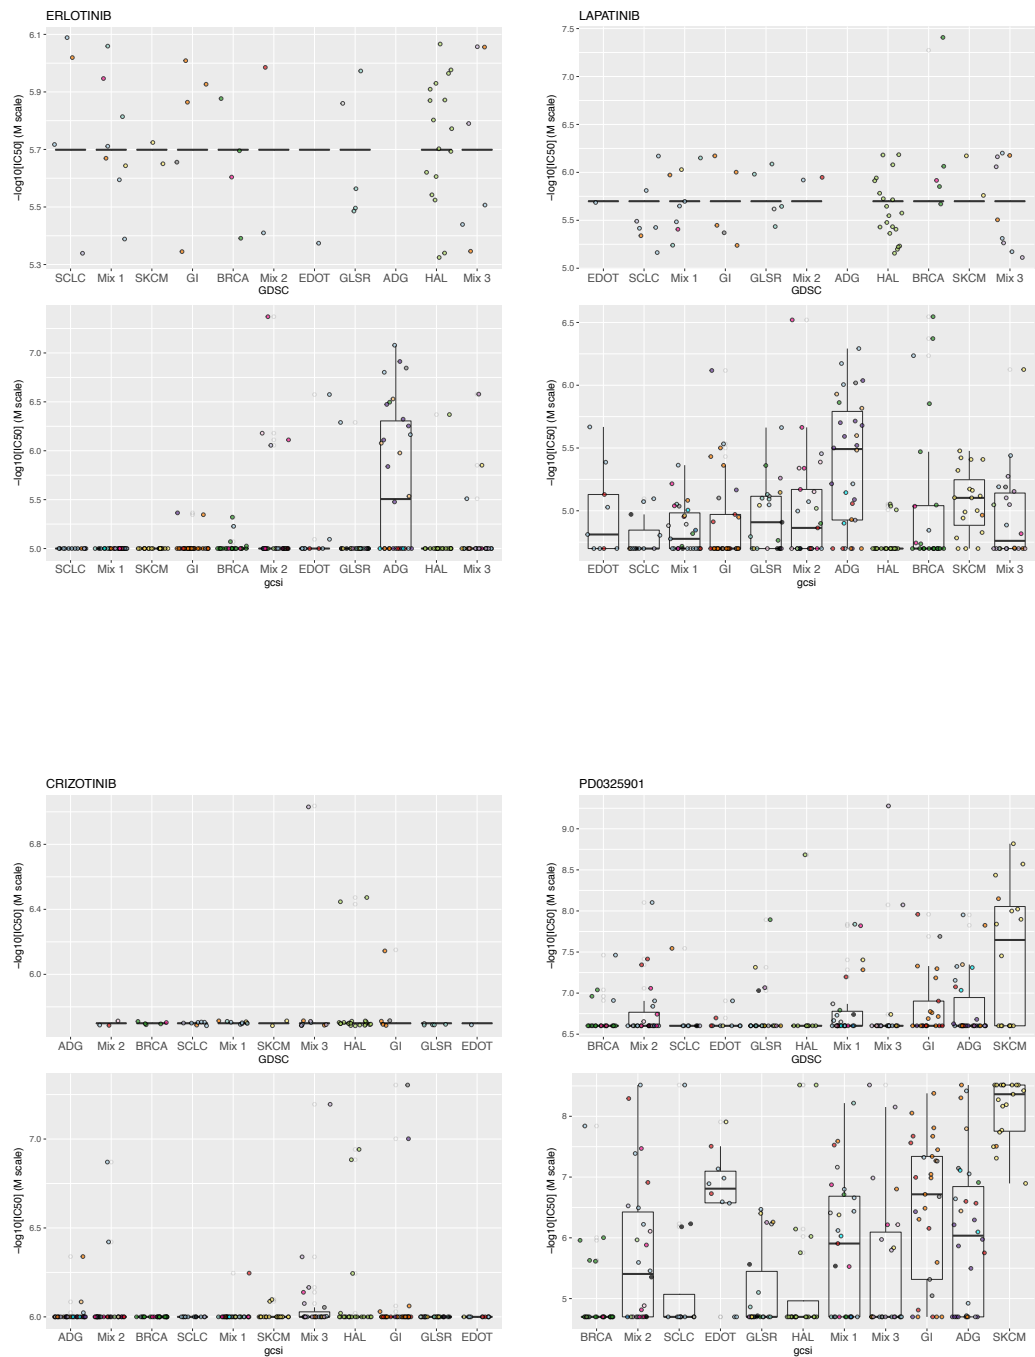 ERLOTINIB
−log10[IC50] (M scale)
6.1
5.9
5.7
5.5
5.3
SCLC Mix 1 SKCM GI BRCA Mix 2 EDOT GLSR ADG HAL Mix 3
GDSC
−log10[IC50] (M scale)
7.0
6.5
6.0
5.5
5.0
SCLC Mix 1 SKCM GI BRCA Mix 2 EDOT GLSR ADG HAL Mix 3
gcsi
LAPATINIB
−log10[IC50] (M scale)
7.5
7.0
6.5
6.0
5.5
5.0
EDOT SCLC Mix 1 GI GLSR Mix 2 ADG HAL BRCA SKCM Mix 3
GDSC
−log10[IC50] (M scale)
6.5
6.0
5.5
5.0
EDOT SCLC Mix 1 GI GLSR Mix 2 ADG HAL BRCA SKCM Mix 3
gcsi
CRIZOTINIB
−log10[IC50] (M scale)
6.8
6.4
6.0
ADG Mix 2 BRCA SCLC Mix 1 SKCM Mix 3 HAL GI GLSR EDOT
GDSC
−log10[IC50] (M scale)
7.0
6.5
6.0
ADG Mix 2 BRCA SCLC Mix 1 SKCM Mix 3 HAL GI GLSR EDOT
gcsi
PD0325901
−log10[IC50] (M scale)
9.0
8.5
8.0
7.5
7.0
6.5
BRCA Mix 2 SCLC EDOT GLSR HAL Mix 1 Mix 3 GI ADG SKCM
GDSC
−log10[IC50] (M scale)
8
7
6
5
BRCA Mix 2 SCLC EDOT GLSR HAL Mix 1 Mix 3 GI ADG SKCM
gcsi